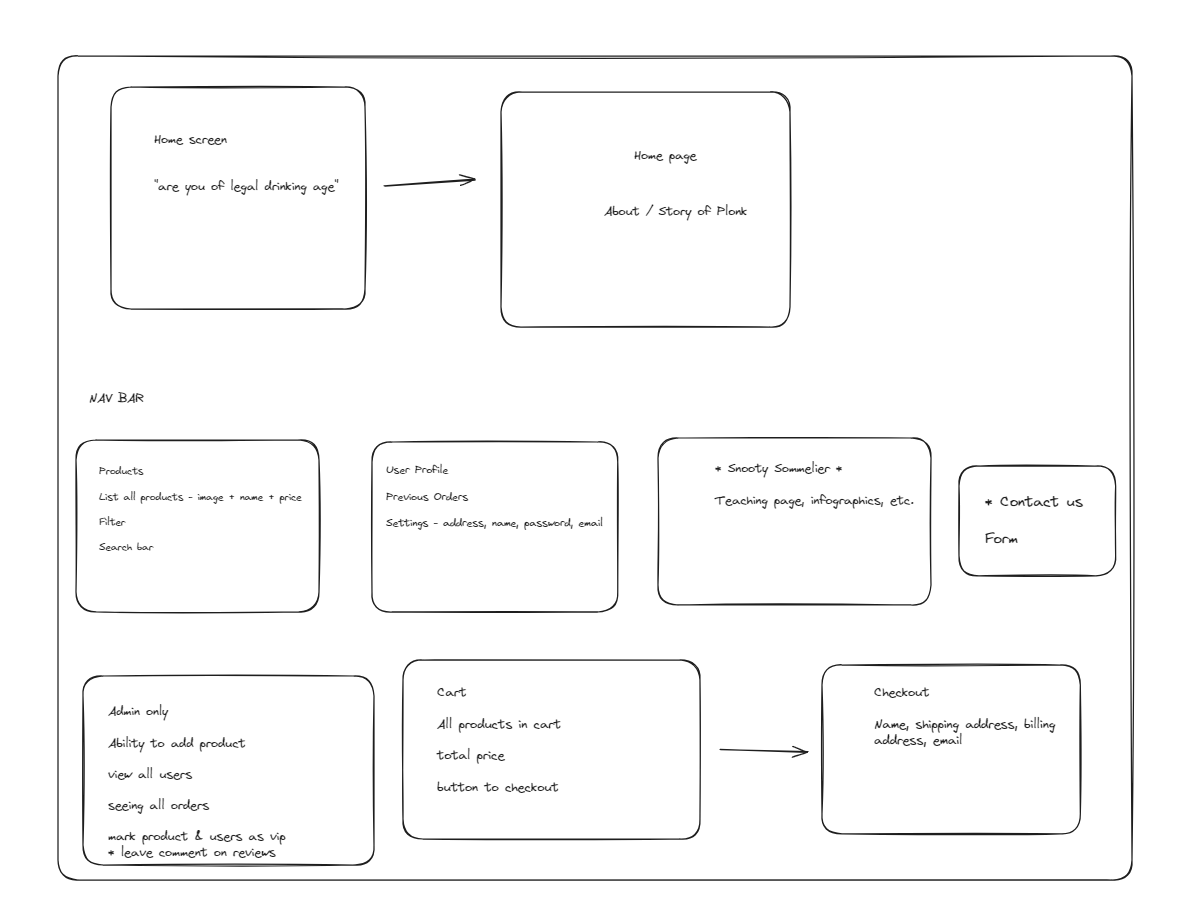 Home screen
"are you of legal drinking age"
Home page
About / Story of Plonk
NAV BAR
Products
List all products - image + name + price
Filter
Search bar
User Profile
Previous Orders
Settings - address, name, password, email
* Snooty Sommelier *
Teaching page, infographics, etc.
* Contact us
Form
Admin only
Ability to add product
view all users
seeing all orders
mark product & users as vip
* leave comment on reviews
Cart
All products in cart
total price
button to checkout
Checkout
Name, shipping address, billing
address, email